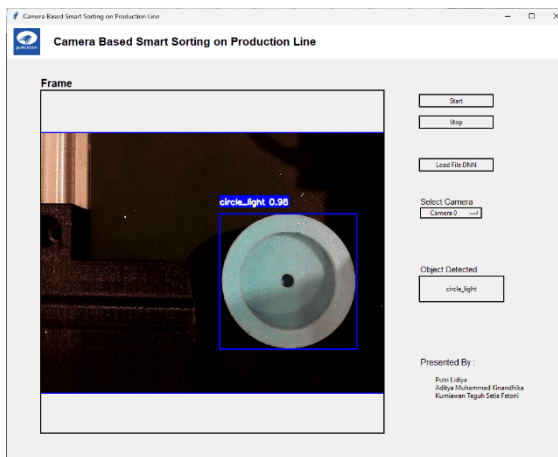 Camera Based Smart Sorting on Production Line
Camera Based Smart Sorting on Production Line
Frame
circle_light 0.98
Start
Stop
Load File DNN
Select Camera
Camera 0
Object Detected
circle_light
Presented By :
Putri Lidiya
Aditya Muhammad Kinandhika
Kurniawan Teguh Setia Fatoni